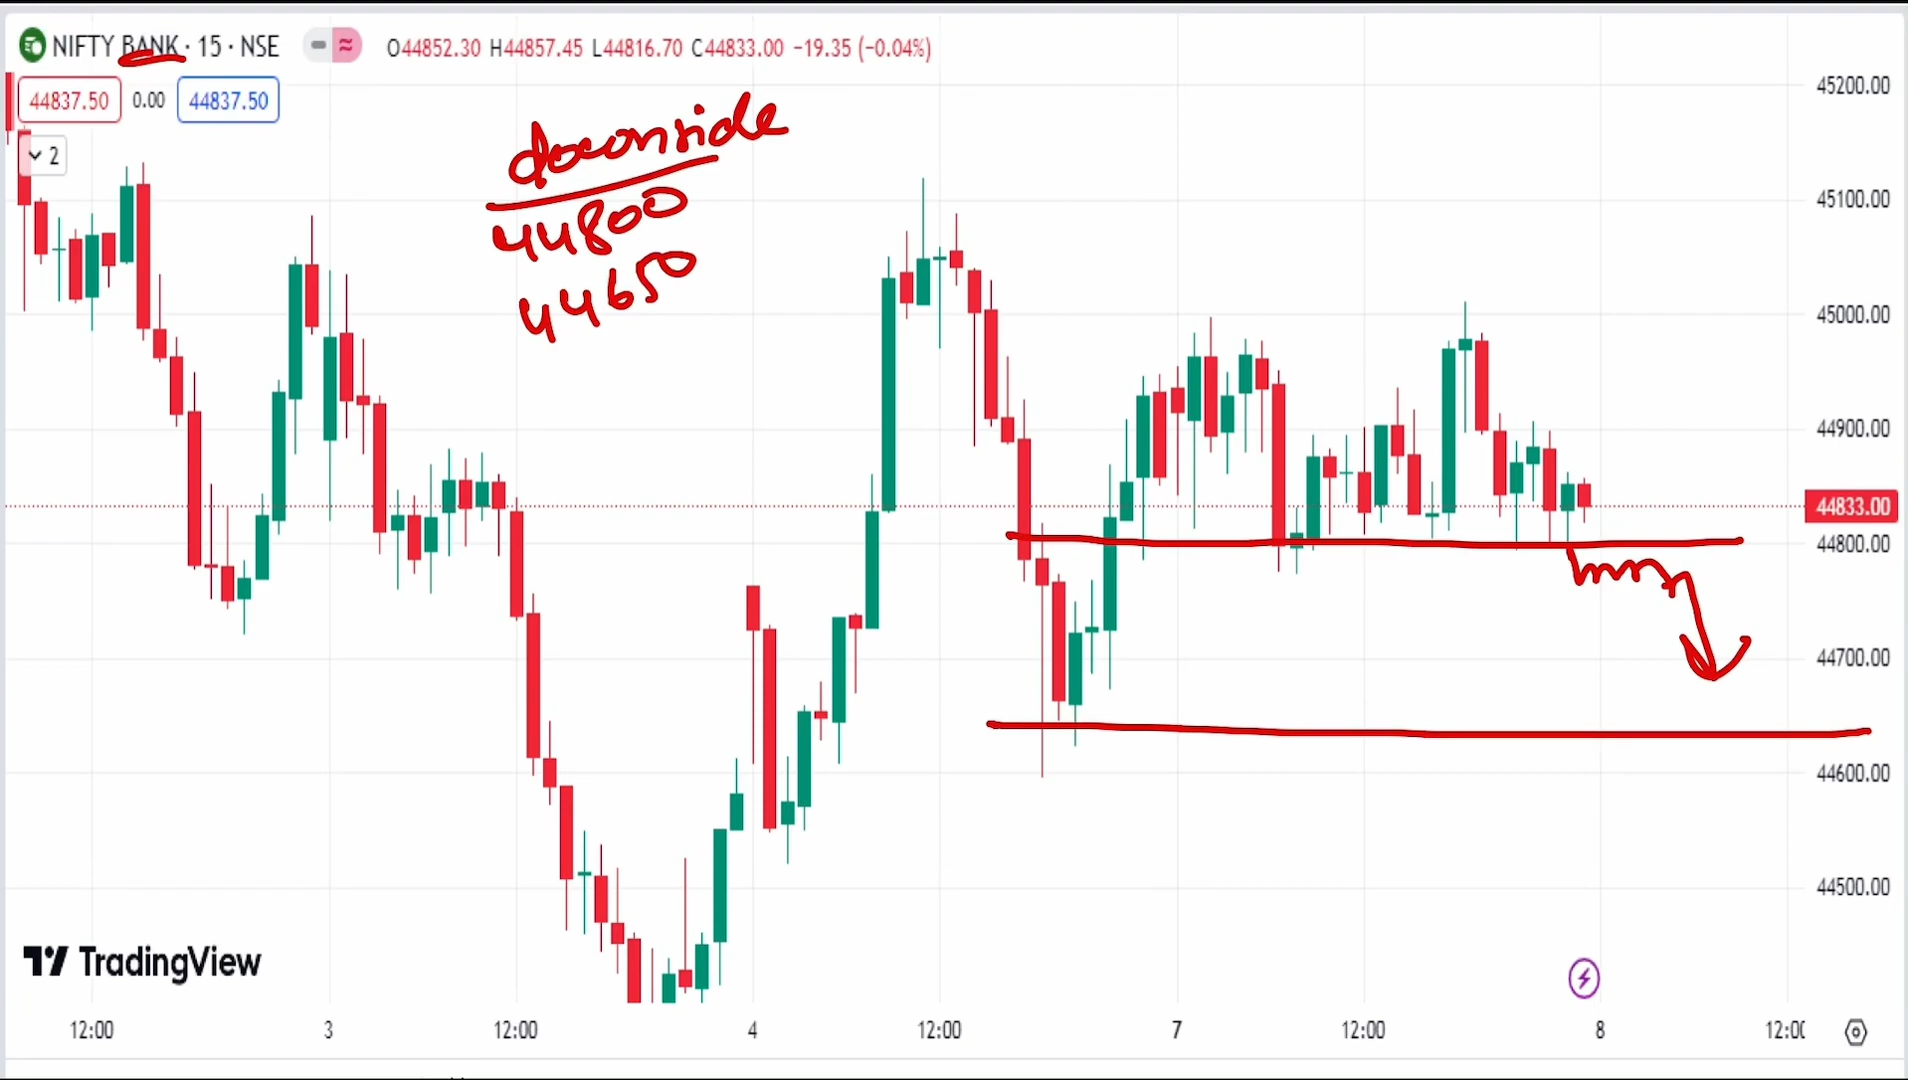 NIFTY BANK · 15 · NSE O44852.30 H44857.45 L44816.70 C44833.00 −19.35 (−0.04%)
44837.50 0.00 44837.50
2
downside
44800
44650
45200.00
45100.00
45000.00
44900.00
44833.00
44800.00
44700.00
44600.00
44500.00
TradingView
12:00 3 12:00 4 12:00 7 12:00 8 12:00